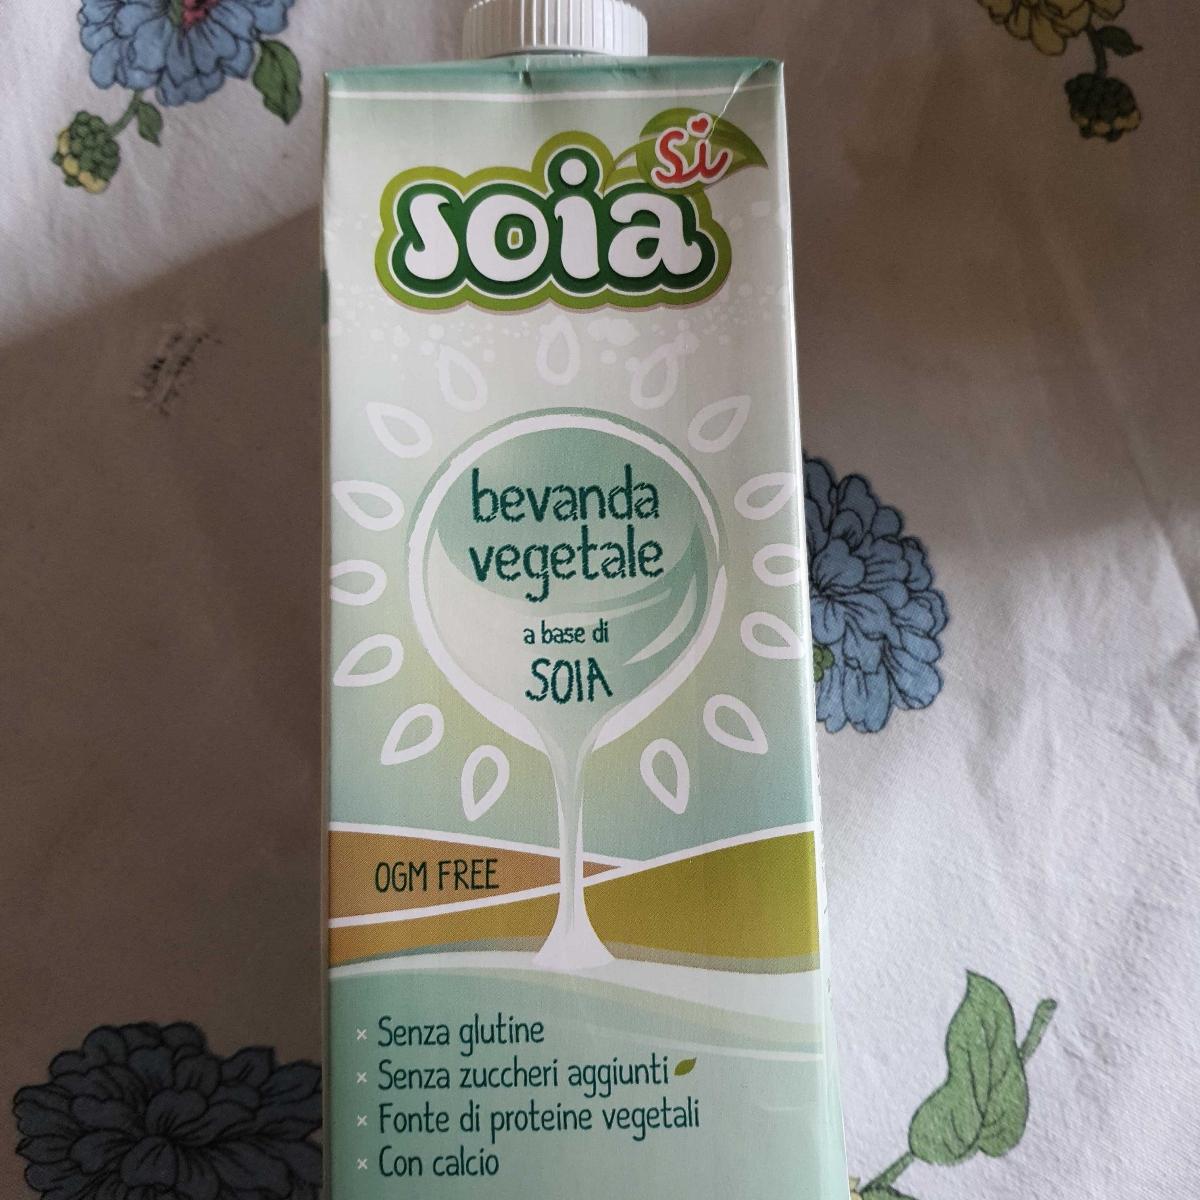 soia
si
bevanda
vegetale
a base di
SOIA
OGM FREE
× Senza glutine
× Senza zuccheri aggiunti
× Fonte di proteine vegetali
× Con calcio